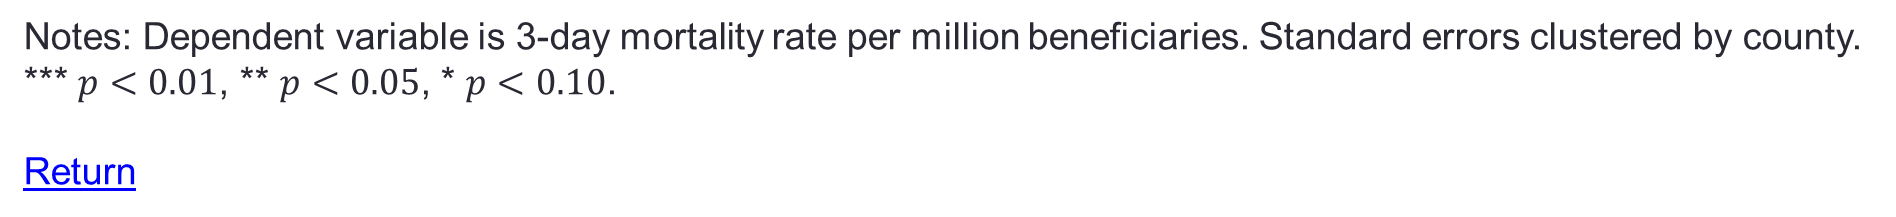 Notes: Dependent variable is 3-day mortality rate per million beneficiaries. Standard errors clustered by county.
*** p < 0.01, ** p < 0.05, * p < 0.10.
Return